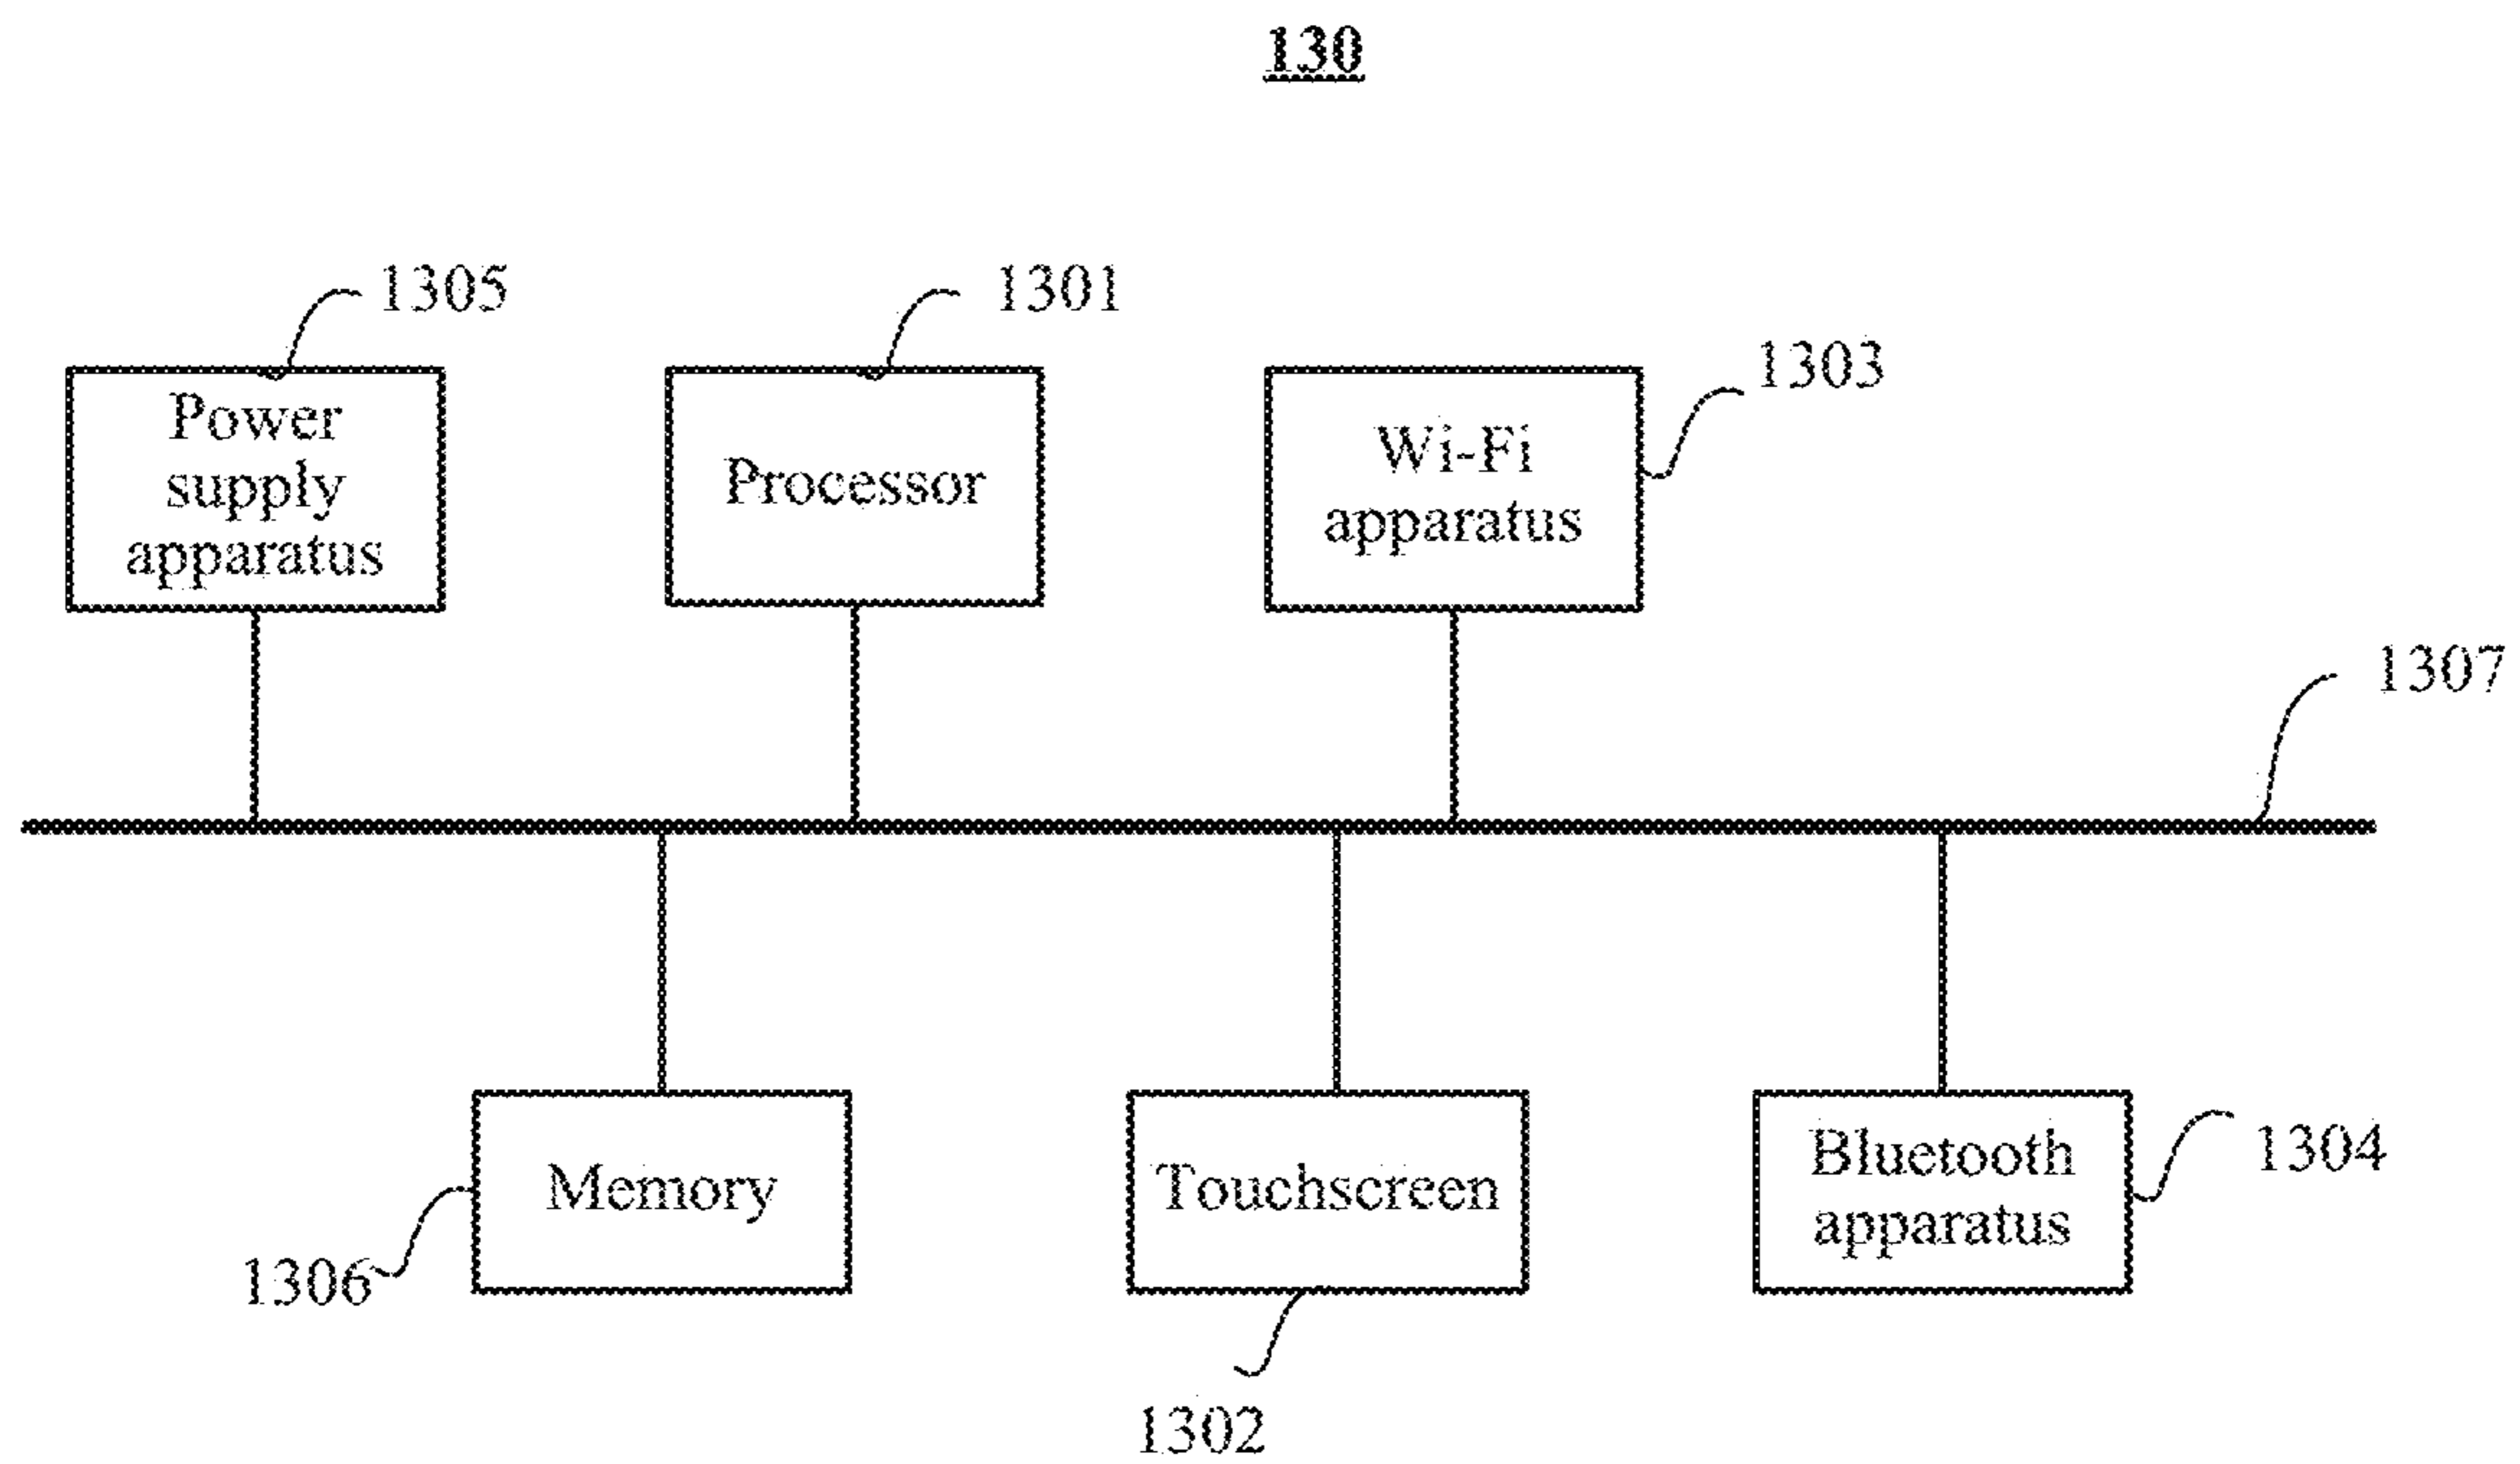 130
1305
1301
1303
Power
supply
apparatus
Processor
Wi-Fi
apparatus
1307
Memory
Touchscreen
Bluetooth
apparatus
1304
1306
1302